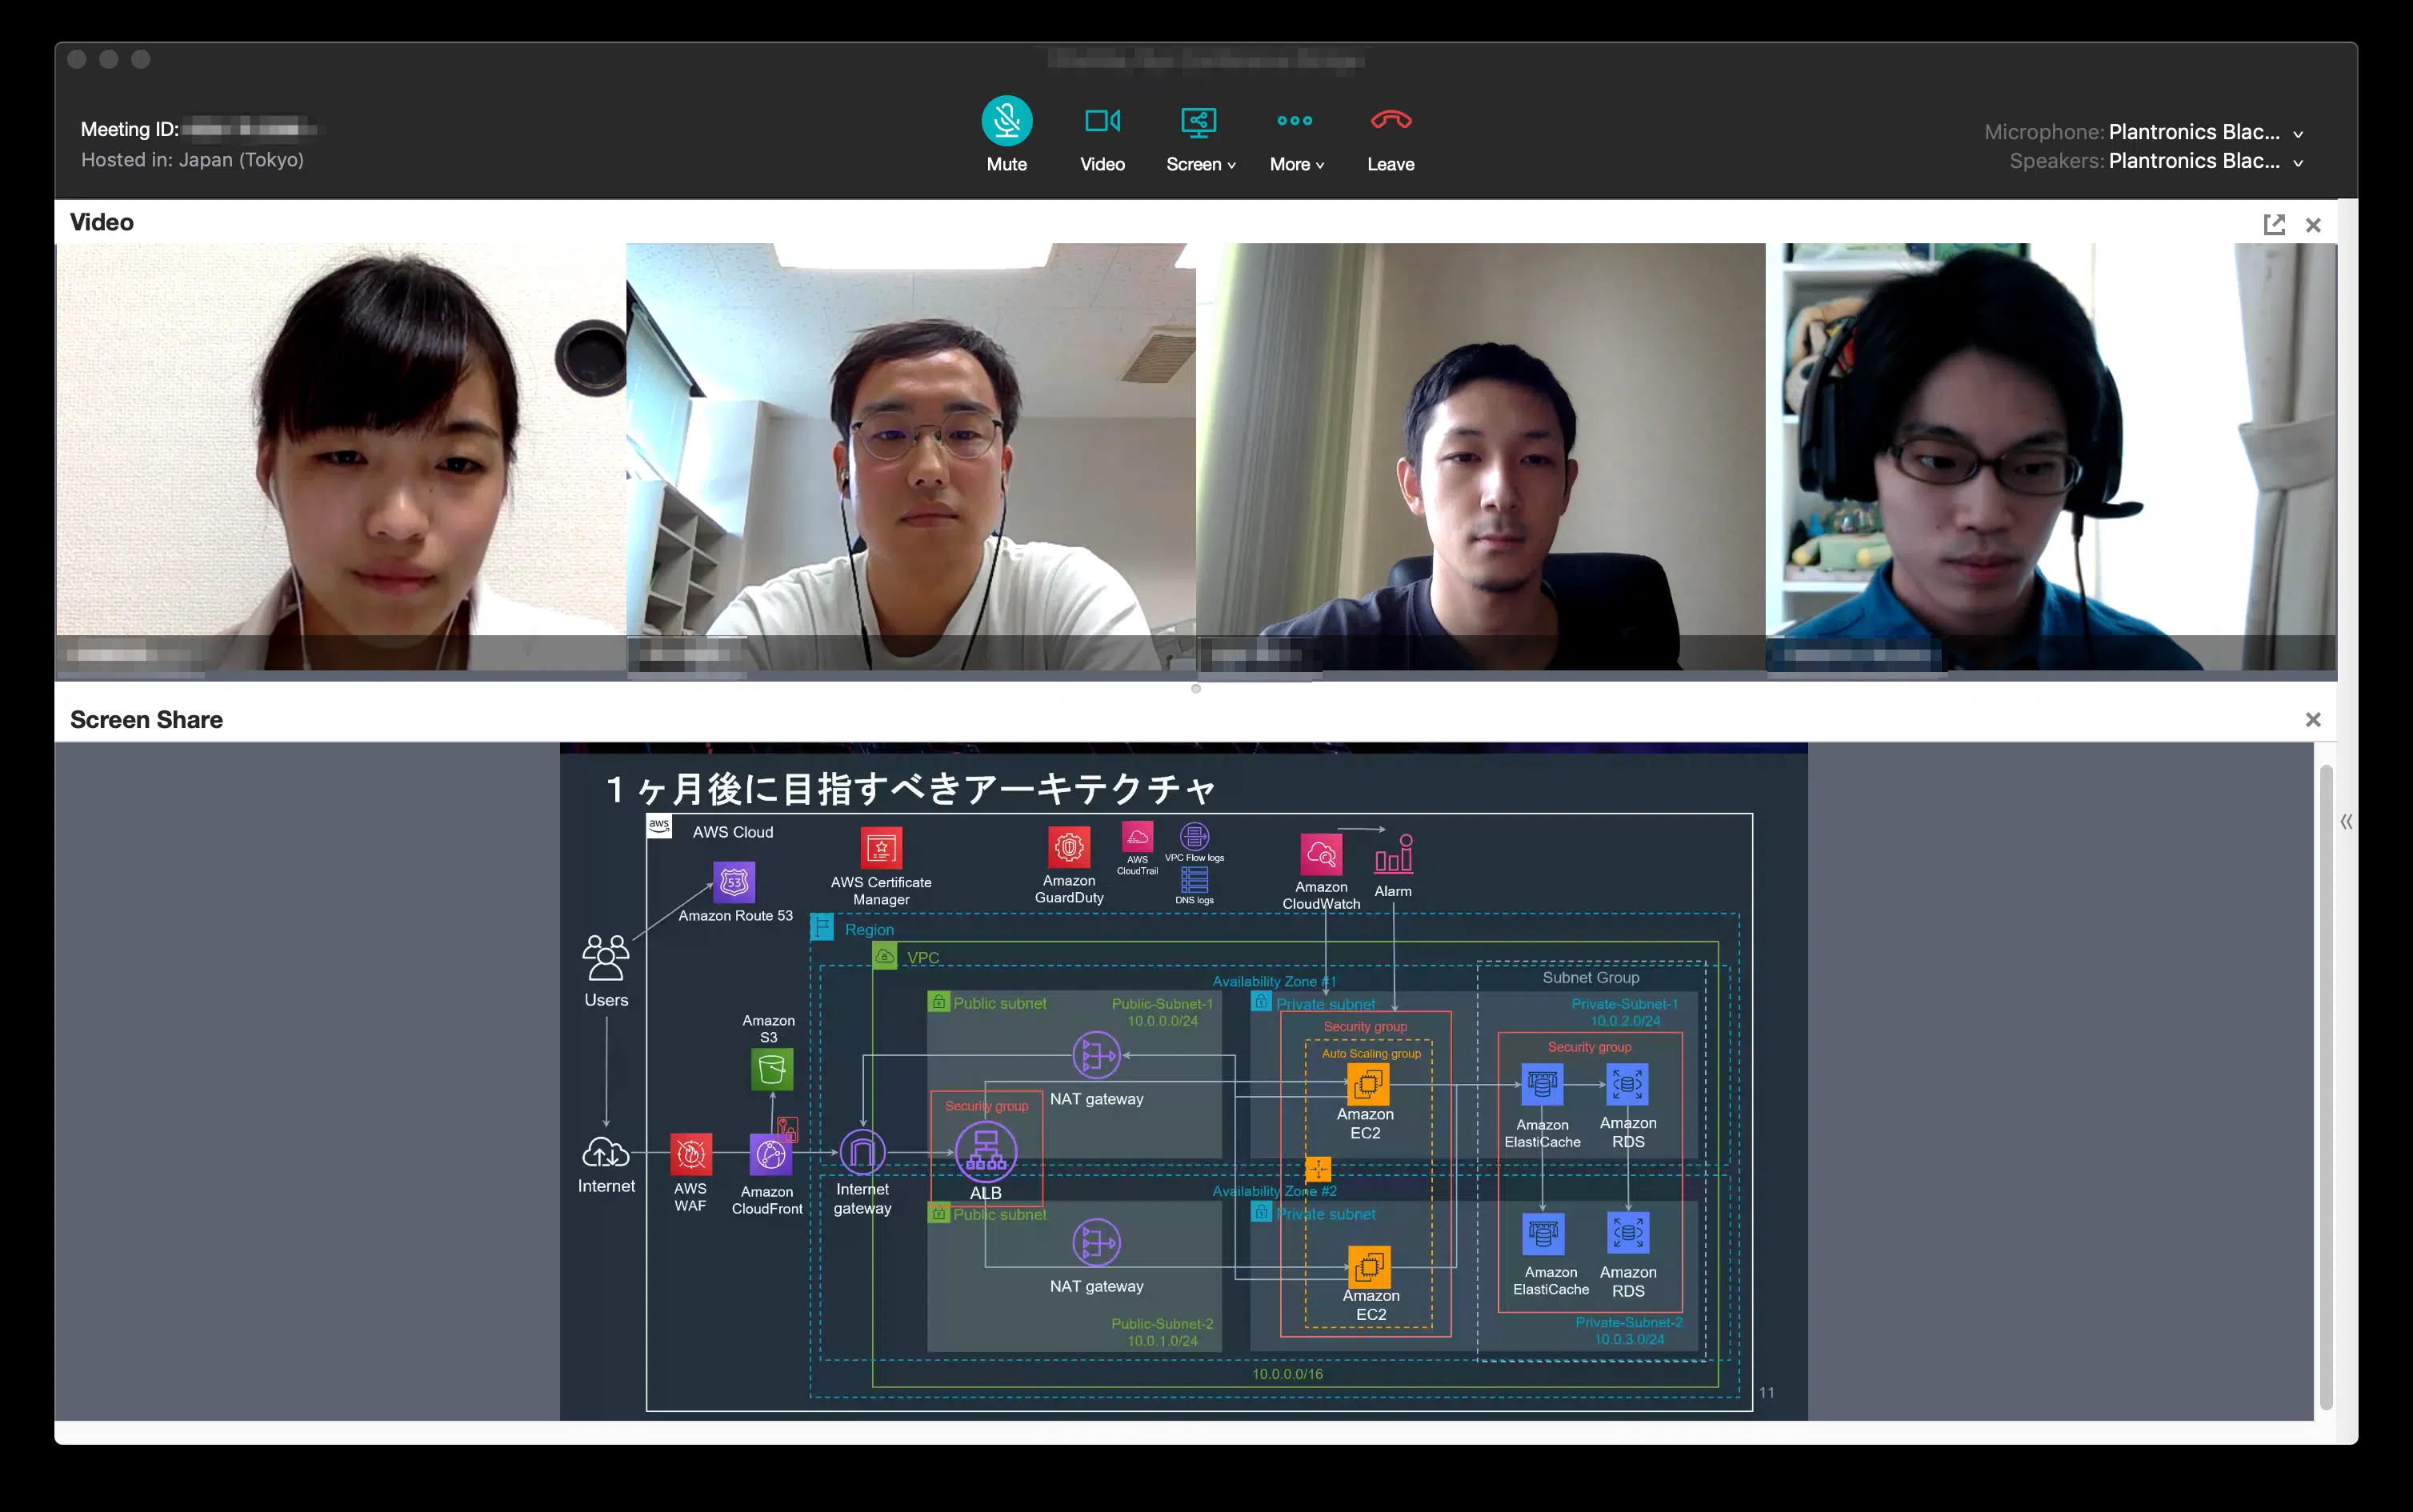 Meeting ID:
Hosted in: Japan (Tokyo)
Mute
Video
Screen
More
Leave
Microphone: Plantronics Blac...
Speakers: Plantronics Blac...
Video
Screen Share
1ヶ月後に目指すべきアーキテクチャ
aws
AWS Cloud
53
Amazon Route 53
AWS Certificate
Manager
Amazon
GuardDuty
AWS
CloudTrail
VPC Flow logs
DNS logs
Amazon
CloudWatch
Alarm
Region
VPC
Users
Availability Zone #1
Subnet Group
Public subnet
Public-Subnet-1
10.0.0.0/24
Private subnet
Private-Subnet-1
10.0.2.0/24
Security group
Security group
Auto Scaling group
Amazon
S3
NAT gateway
Security group
Amazon
EC2
Amazon
ElastiCache
Amazon
RDS
Internet
AWS
WAF
Amazon
CloudFront
Internet
gateway
ALB
Availability Zone #2
Public subnet
Private subnet
NAT gateway
Amazon
EC2
Amazon
ElastiCache
Amazon
RDS
Public-Subnet-2
10.0.1.0/24
Private-Subnet-2
10.0.3.0/24
10.0.0.0/16
11